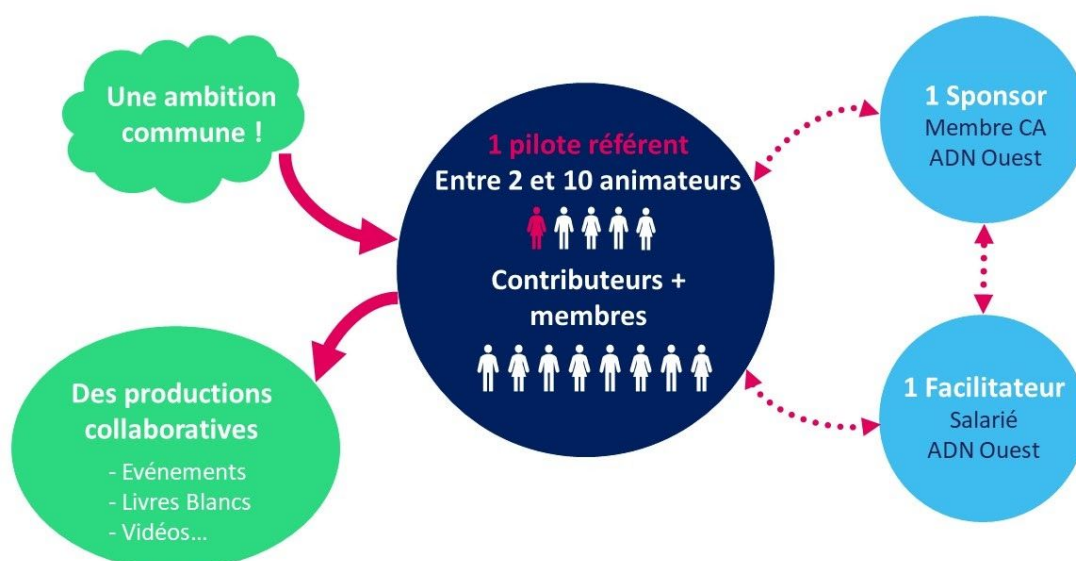 Une ambition
commune !
1 pilote référent
Entre 2 et 10 animateurs
Contributeurs +
membres
1 Sponsor
Membre CA
ADN Ouest
1 Facilitateur
Salarié
ADN Ouest
Des productions
collaboratives
- Evénements
- Livres Blancs
- Vidéos...